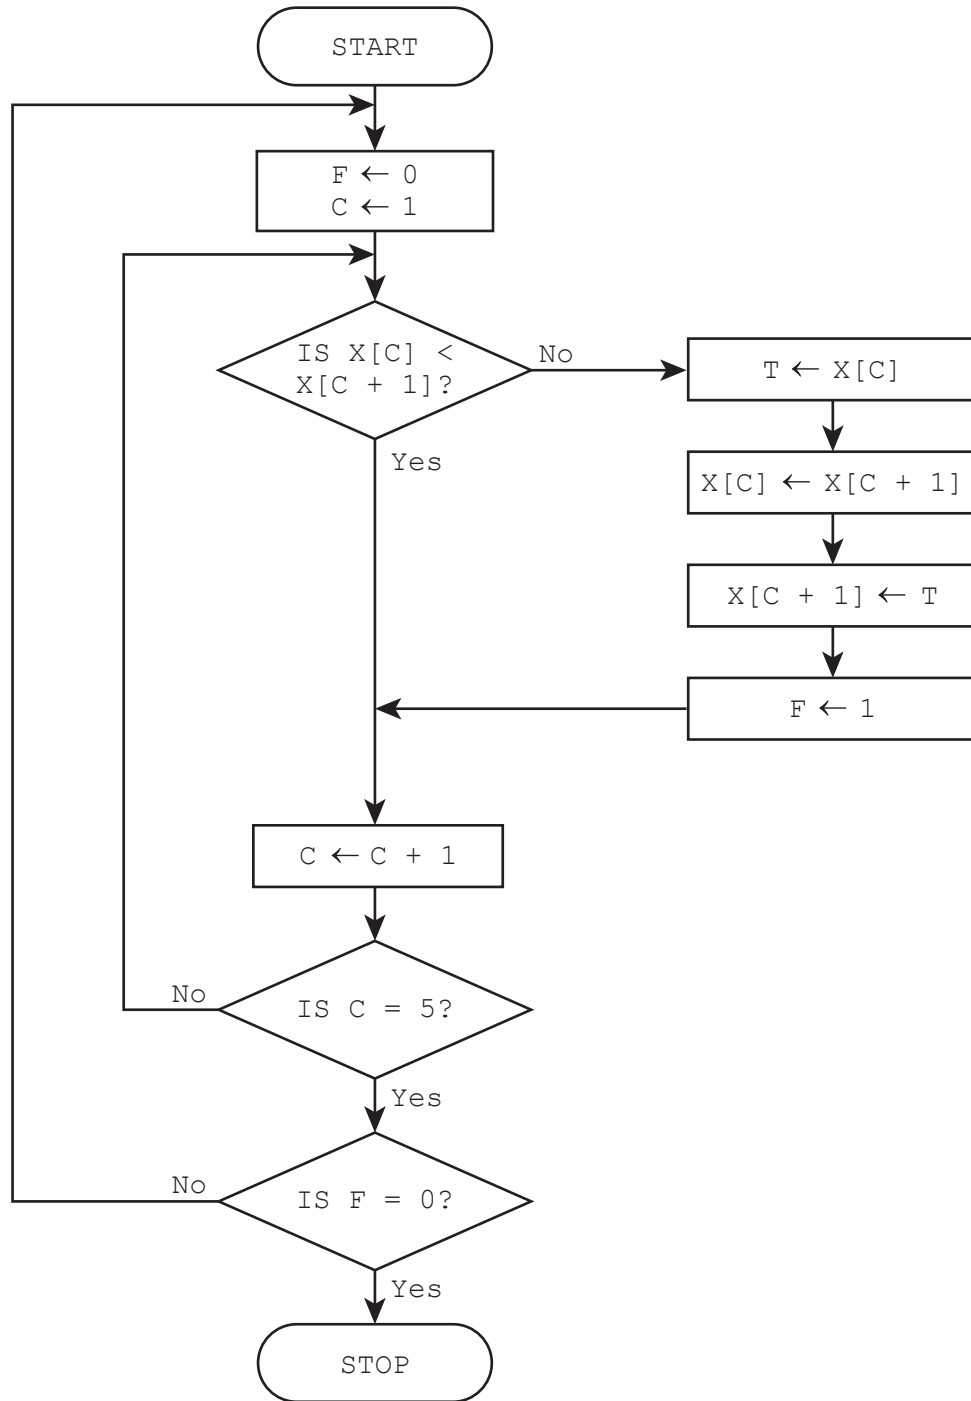 START
F ← 0
C ← 1
IS X[C] <
X[C + 1]?
No
T ← X[C]
Yes
X[C] ← X[C + 1]
X[C + 1] ← T
F ← 1
C ← C + 1
No
IS C = 5?
Yes
No
IS F = 0?
Yes
STOP